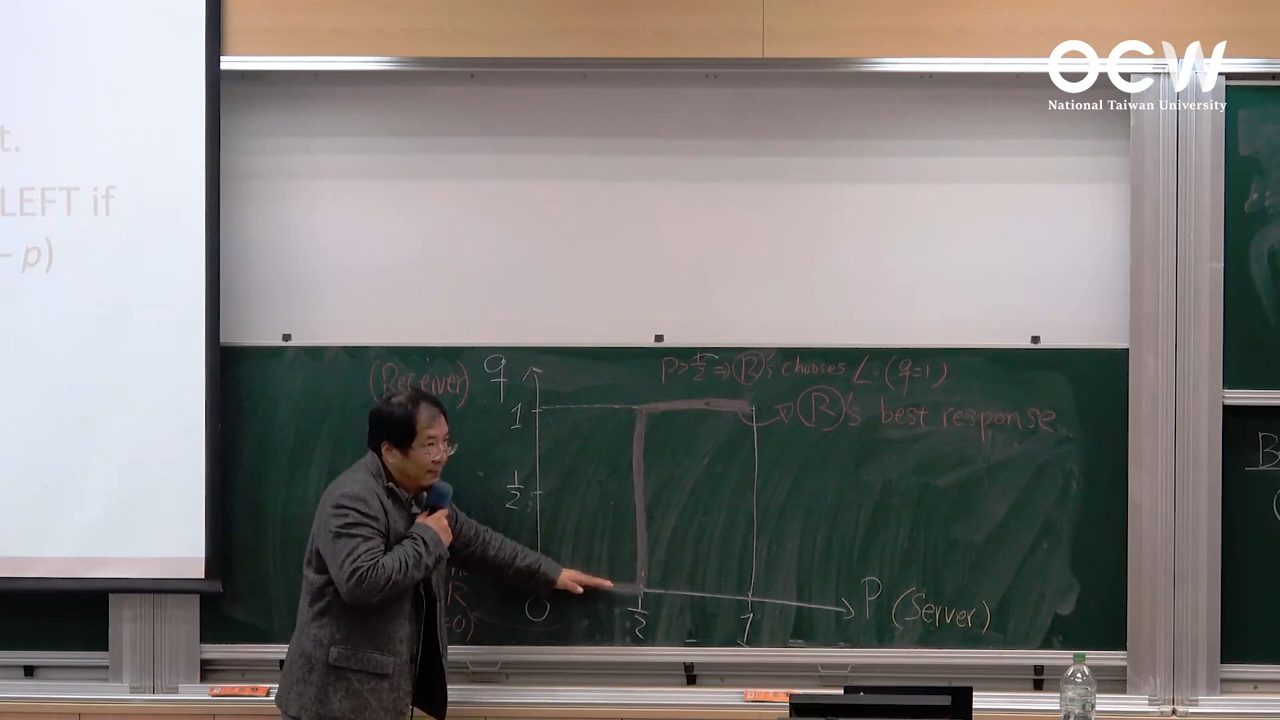 OCW
National Taiwan University
t.
LEFT if
– p)
(Receiver)
q
P > 1/2 ⇒ (R)'s chooses L. (q=1)
1
(R)'s best response
1/2
R
=0)
0
1/2
1
P (Server)